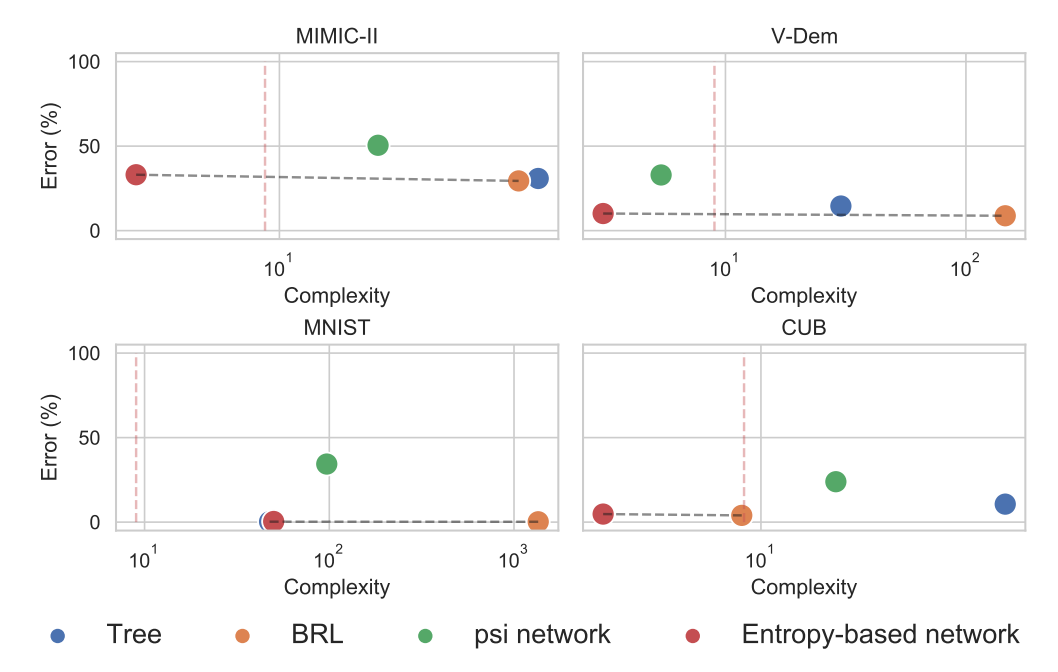 MIMIC-II
V-Dem
100
50
0
Error (%)
10^1
10^1
10^2
Complexity
Complexity
MNIST
CUB
100
50
0
Error (%)
10^1
10^2
10^3
10^1
Complexity
Complexity
Tree
BRL
psi network
Entropy-based network